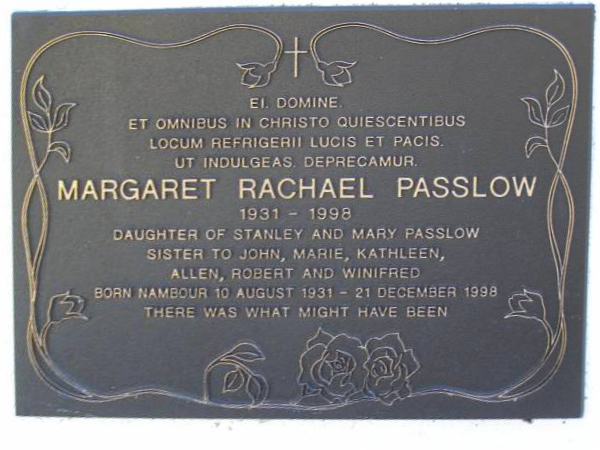 EI. DOMINE.
ET OMNIBUS IN CHRISTO QUIESCENTIBUS
LOCUM REFRIGERII LUCIS ET PACIS.
UT INDULGEAS. DEPRECAMUR.
MARGARET RACHAEL PASSLOW
1931 - 1998
DAUGHTER OF STANLEY AND MARY PASSLOW
SISTER TO JOHN, MARIE, KATHLEEN,
ALLEN, ROBERT AND WINIFRED
BORN NAMBOUR 10 AUGUST 1931 - 21 DECEMBER 1998
THERE WAS WHAT MIGHT HAVE BEEN